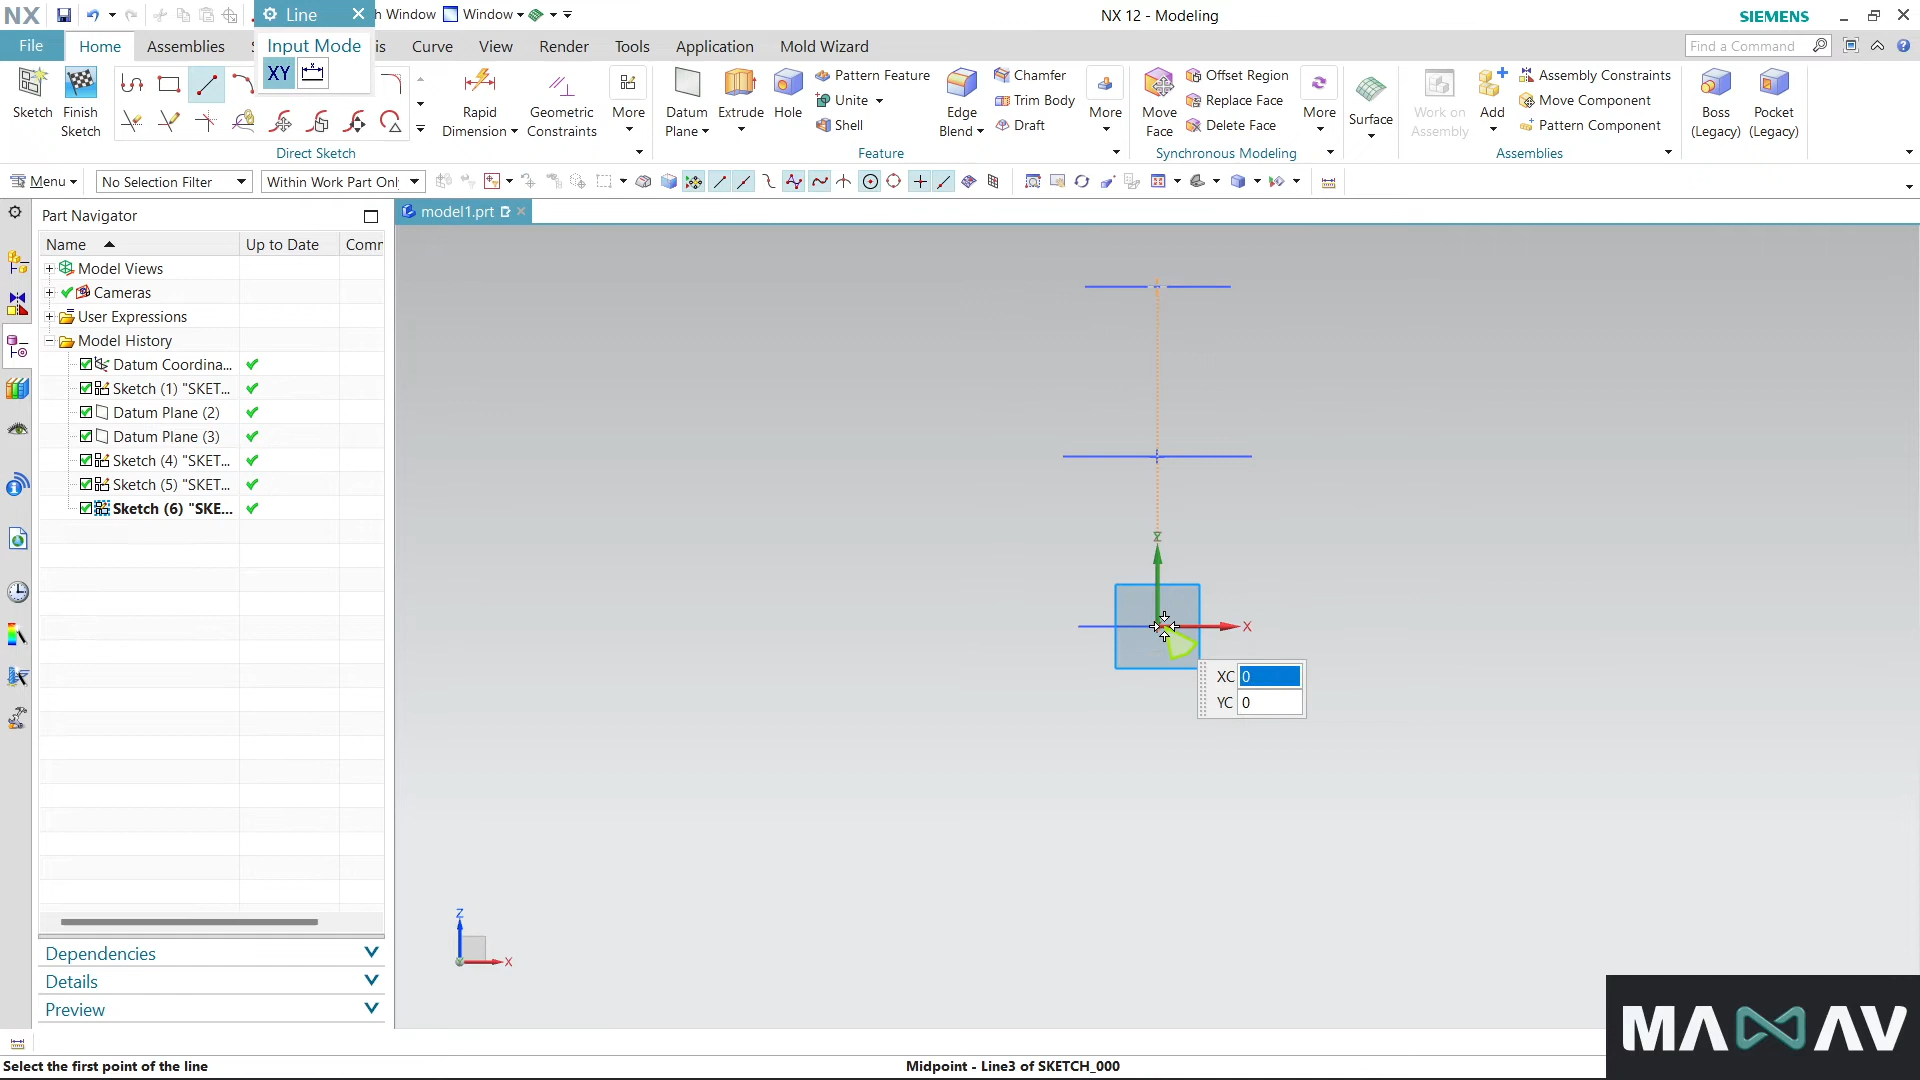 NX
Line
h Window
Window
NX 12 - Modeling
SIEMENS
File
Home
Assemblies
Input Mode
is
Curve
View
Render
Tools
Application
Mold Wizard
Find a Command
XY
Sketch
Finish
Sketch
Direct Sketch
Rapid
Dimension
Geometric
Constraints
More
Datum
Plane
Extrude
Hole
Pattern Feature
Unite
Shell
Edge
Blend
Chamfer
Trim Body
Draft
More
Feature
Move
Face
Offset Region
Replace Face
Delete Face
More
Synchronous Modeling
Surface
Work on
Assembly
Add
Assembly Constraints
Move Component
Pattern Component
Assemblies
Boss
(Legacy)
Pocket
(Legacy)
Menu
No Selection Filter
Within Work Part Onl
Part Navigator
model1.prt
Name
Up to Date
Comr
Model Views
Cameras
User Expressions
Model History
Datum Coordina...
Sketch (1) "SKET...
Datum Plane (2)
Datum Plane (3)
Sketch (4) "SKET...
Sketch (5) "SKET...
Sketch (6) "SKE...
Z
X
XC 0
YC 0
Z
X
Dependencies
Details
Preview
MANAV
Select the first point of the line
Midpoint - Line3 of SKETCH_000